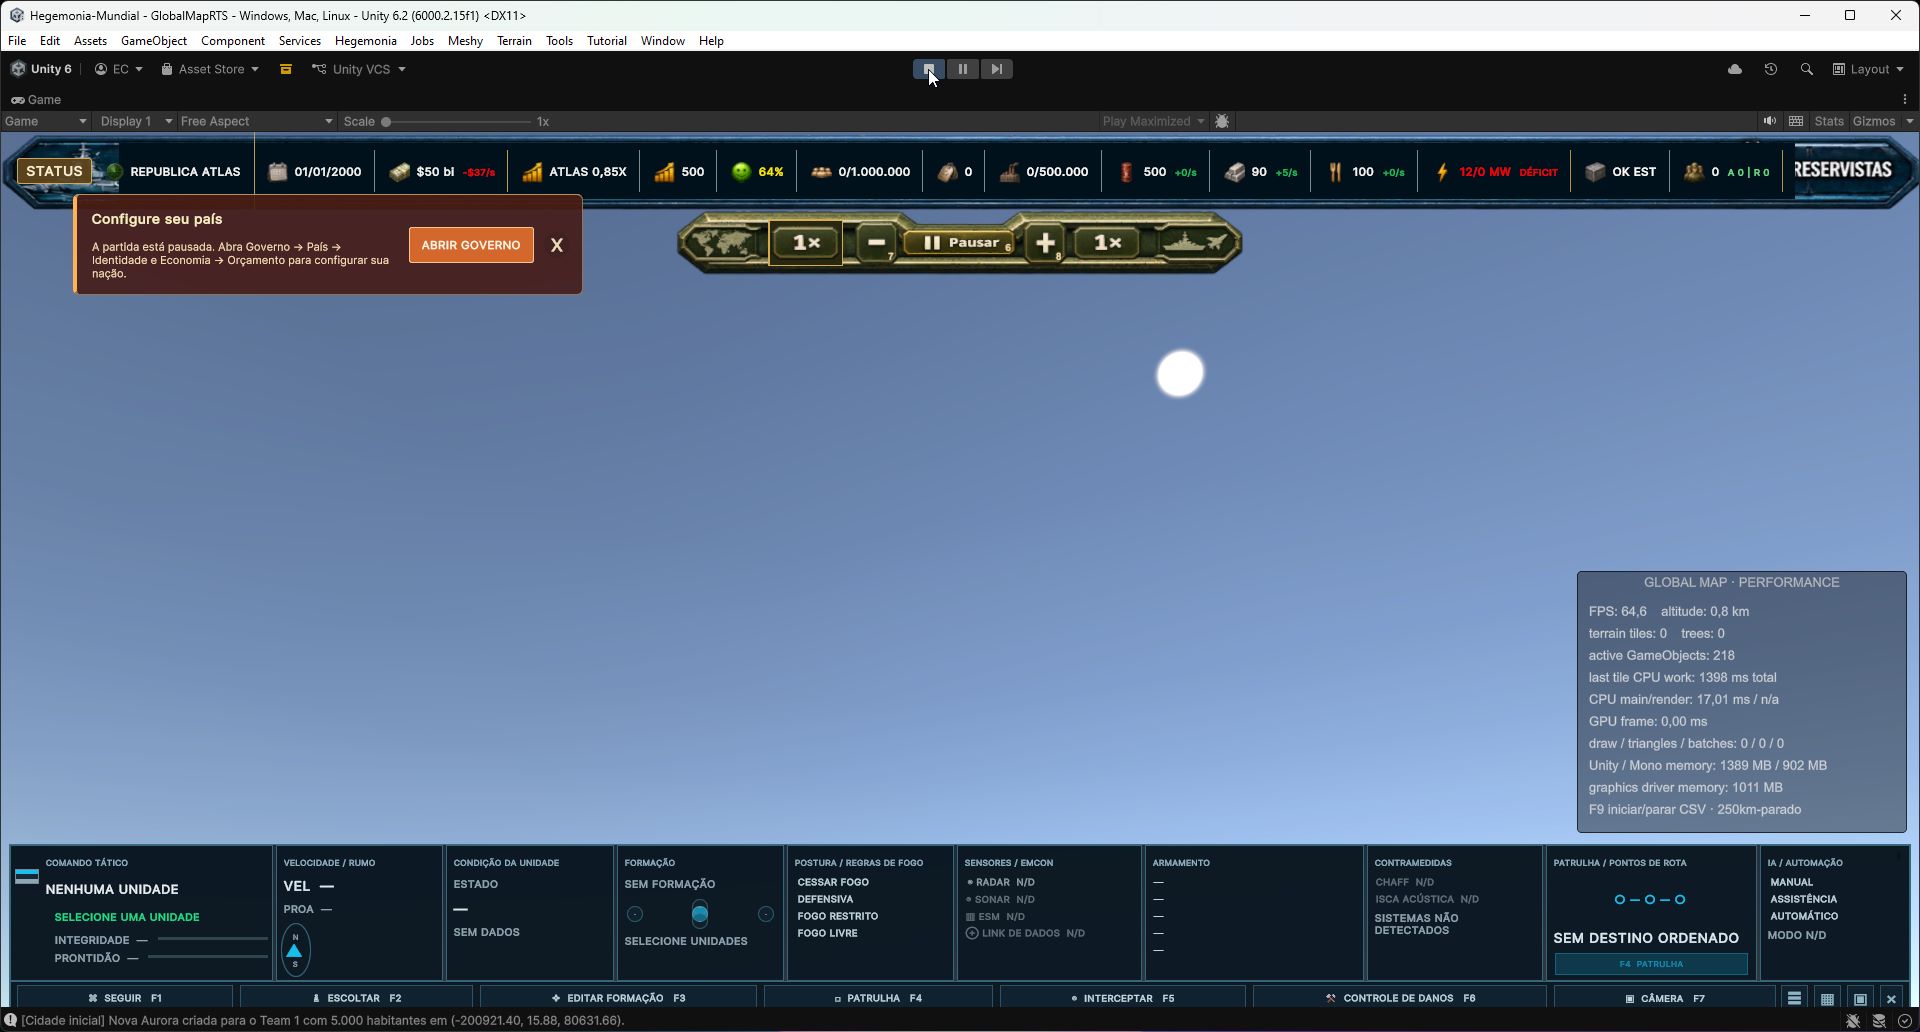 Hegemonia-Mundial - GlobalMapRTS - Windows, Mac, Linux - Unity 6.2 (6000.2.15f1) <DX11>
File Edit Assets GameObject Component Services Hegemonia Jobs Meshy Terrain Tools Tutorial Window Help
Unity 6 EC Asset Store Unity VCS Layout
Game
Game Display 1 Free Aspect Scale 1x Play Maximized Stats Gizmos
STATUS REPUBLICA ATLAS 01/01/2000 $50 bi -$37/s ATLAS 0,85X 500 64% 0/1.000.000 0 0/500.000 500 +0/s 90 +5/s 100 +0/s 12/0 MW DÉFICIT OK EST 0 A 0 | R 0 RESERVISTAS
Configure seu país
A partida está pausada. Abra Governo → País →
Identidade e Economia → Orçamento para configurar sua
nação.
ABRIR GOVERNO X
1× − 7 Pausar 6 + 8 1×
GLOBAL MAP · PERFORMANCE
FPS: 64,6 altitude: 0,8 km
terrain tiles: 0 trees: 0
active GameObjects: 218
last tile CPU work: 1398 ms total
CPU main/render: 17,01 ms / n/a
GPU frame: 0,00 ms
draw / triangles / batches: 0 / 0 / 0
Unity / Mono memory: 1389 MB / 902 MB
graphics driver memory: 1011 MB
F9 iniciar/parar CSV · 250km-parado
COMANDO TÁTICO
NENHUMA UNIDADE
SELECIONE UMA UNIDADE
INTEGRIDADE —
PRONTIDÃO —
VELOCIDADE / RUMO
VEL —
PROA —
N
S
CONDIÇÃO DA UNIDADE
ESTADO
—
SEM DADOS
FORMAÇÃO
SEM FORMAÇÃO
SELECIONE UNIDADES
POSTURA / REGRAS DE FOGO
CESSAR FOGO
DEFENSIVA
FOGO RESTRITO
FOGO LIVRE
SENSORES / EMCON
RADAR N/D
SONAR N/D
ESM N/D
LINK DE DADOS N/D
ARMAMENTO
—
—
—
—
—
CONTRAMEDIDAS
CHAFF N/D
ISCA ACÚSTICA N/D
SISTEMAS NÃO
DETECTADOS
PATRULHA / PONTOS DE ROTA
SEM DESTINO ORDENADO
F4 PATRULHA
IA / AUTOMAÇÃO
MANUAL
ASSISTÊNCIA
AUTOMÁTICO
MODO N/D
SEGUIR F1 ESCOLTAR F2 EDITAR FORMAÇÃO F3 PATRULHA F4 INTERCEPTAR F5 CONTROLE DE DANOS F6 CÂMERA F7
[Cidade inicial] Nova Aurora criada para o Team 1 com 5.000 habitantes em (-200921.40, 15.88, 80631.66).